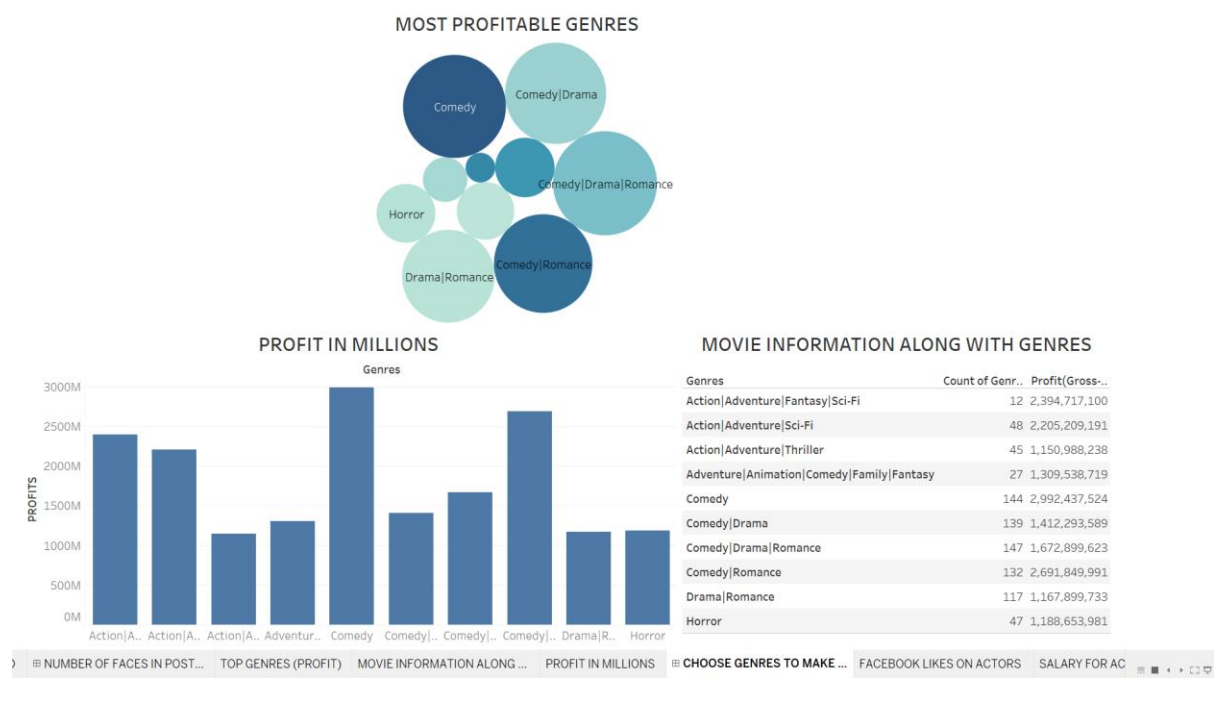 MOST PROFITABLE GENRES
Comedy
Comedy|Drama
Comedy|Drama|Romance
Horror
Drama|Romance
Comedy|Romance
PROFIT IN MILLIONS
Genres
3000M
2500M
2000M
1500M
1000M
500M
0M
PROFITS
Action|A.. Action|A.. Action|A.. Adventur.. Comedy Comedy|.. Comedy|.. Comedy|.. Drama|R.. Horror
MOVIE INFORMATION ALONG WITH GENRES
Genres Count of Genr.. Profit(Gross-..
Action|Adventure|Fantasy|Sci-Fi 12 2,394,717,100
Action|Adventure|Sci-Fi 48 2,205,209,191
Action|Adventure|Thriller 45 1,150,988,238
Adventure|Animation|Comedy|Family|Fantasy 27 1,309,538,719
Comedy 144 2,992,437,524
Comedy|Drama 139 1,412,293,589
Comedy|Drama|Romance 147 1,672,899,623
Comedy|Romance 132 2,691,849,991
Drama|Romance 117 1,167,899,733
Horror 47 1,188,653,981
NUMBER OF FACES IN POST... TOP GENRES (PROFIT) MOVIE INFORMATION ALONG ... PROFIT IN MILLIONS CHOOSE GENRES TO MAKE ... FACEBOOK LIKES ON ACTORS SALARY FOR AC